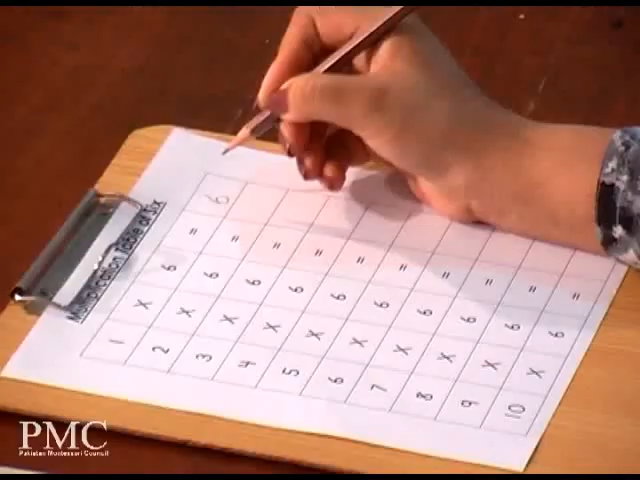 Multiplication Table of Six
1 X 6 = 6
2 X 6 =
3 X 6 =
4 X 6 =
5 X 6 =
6 X 6 =
7 X 6 =
8 X 6 =
9 X 6 =
10 X 6 =
PMC
Pakistan Montessori Council